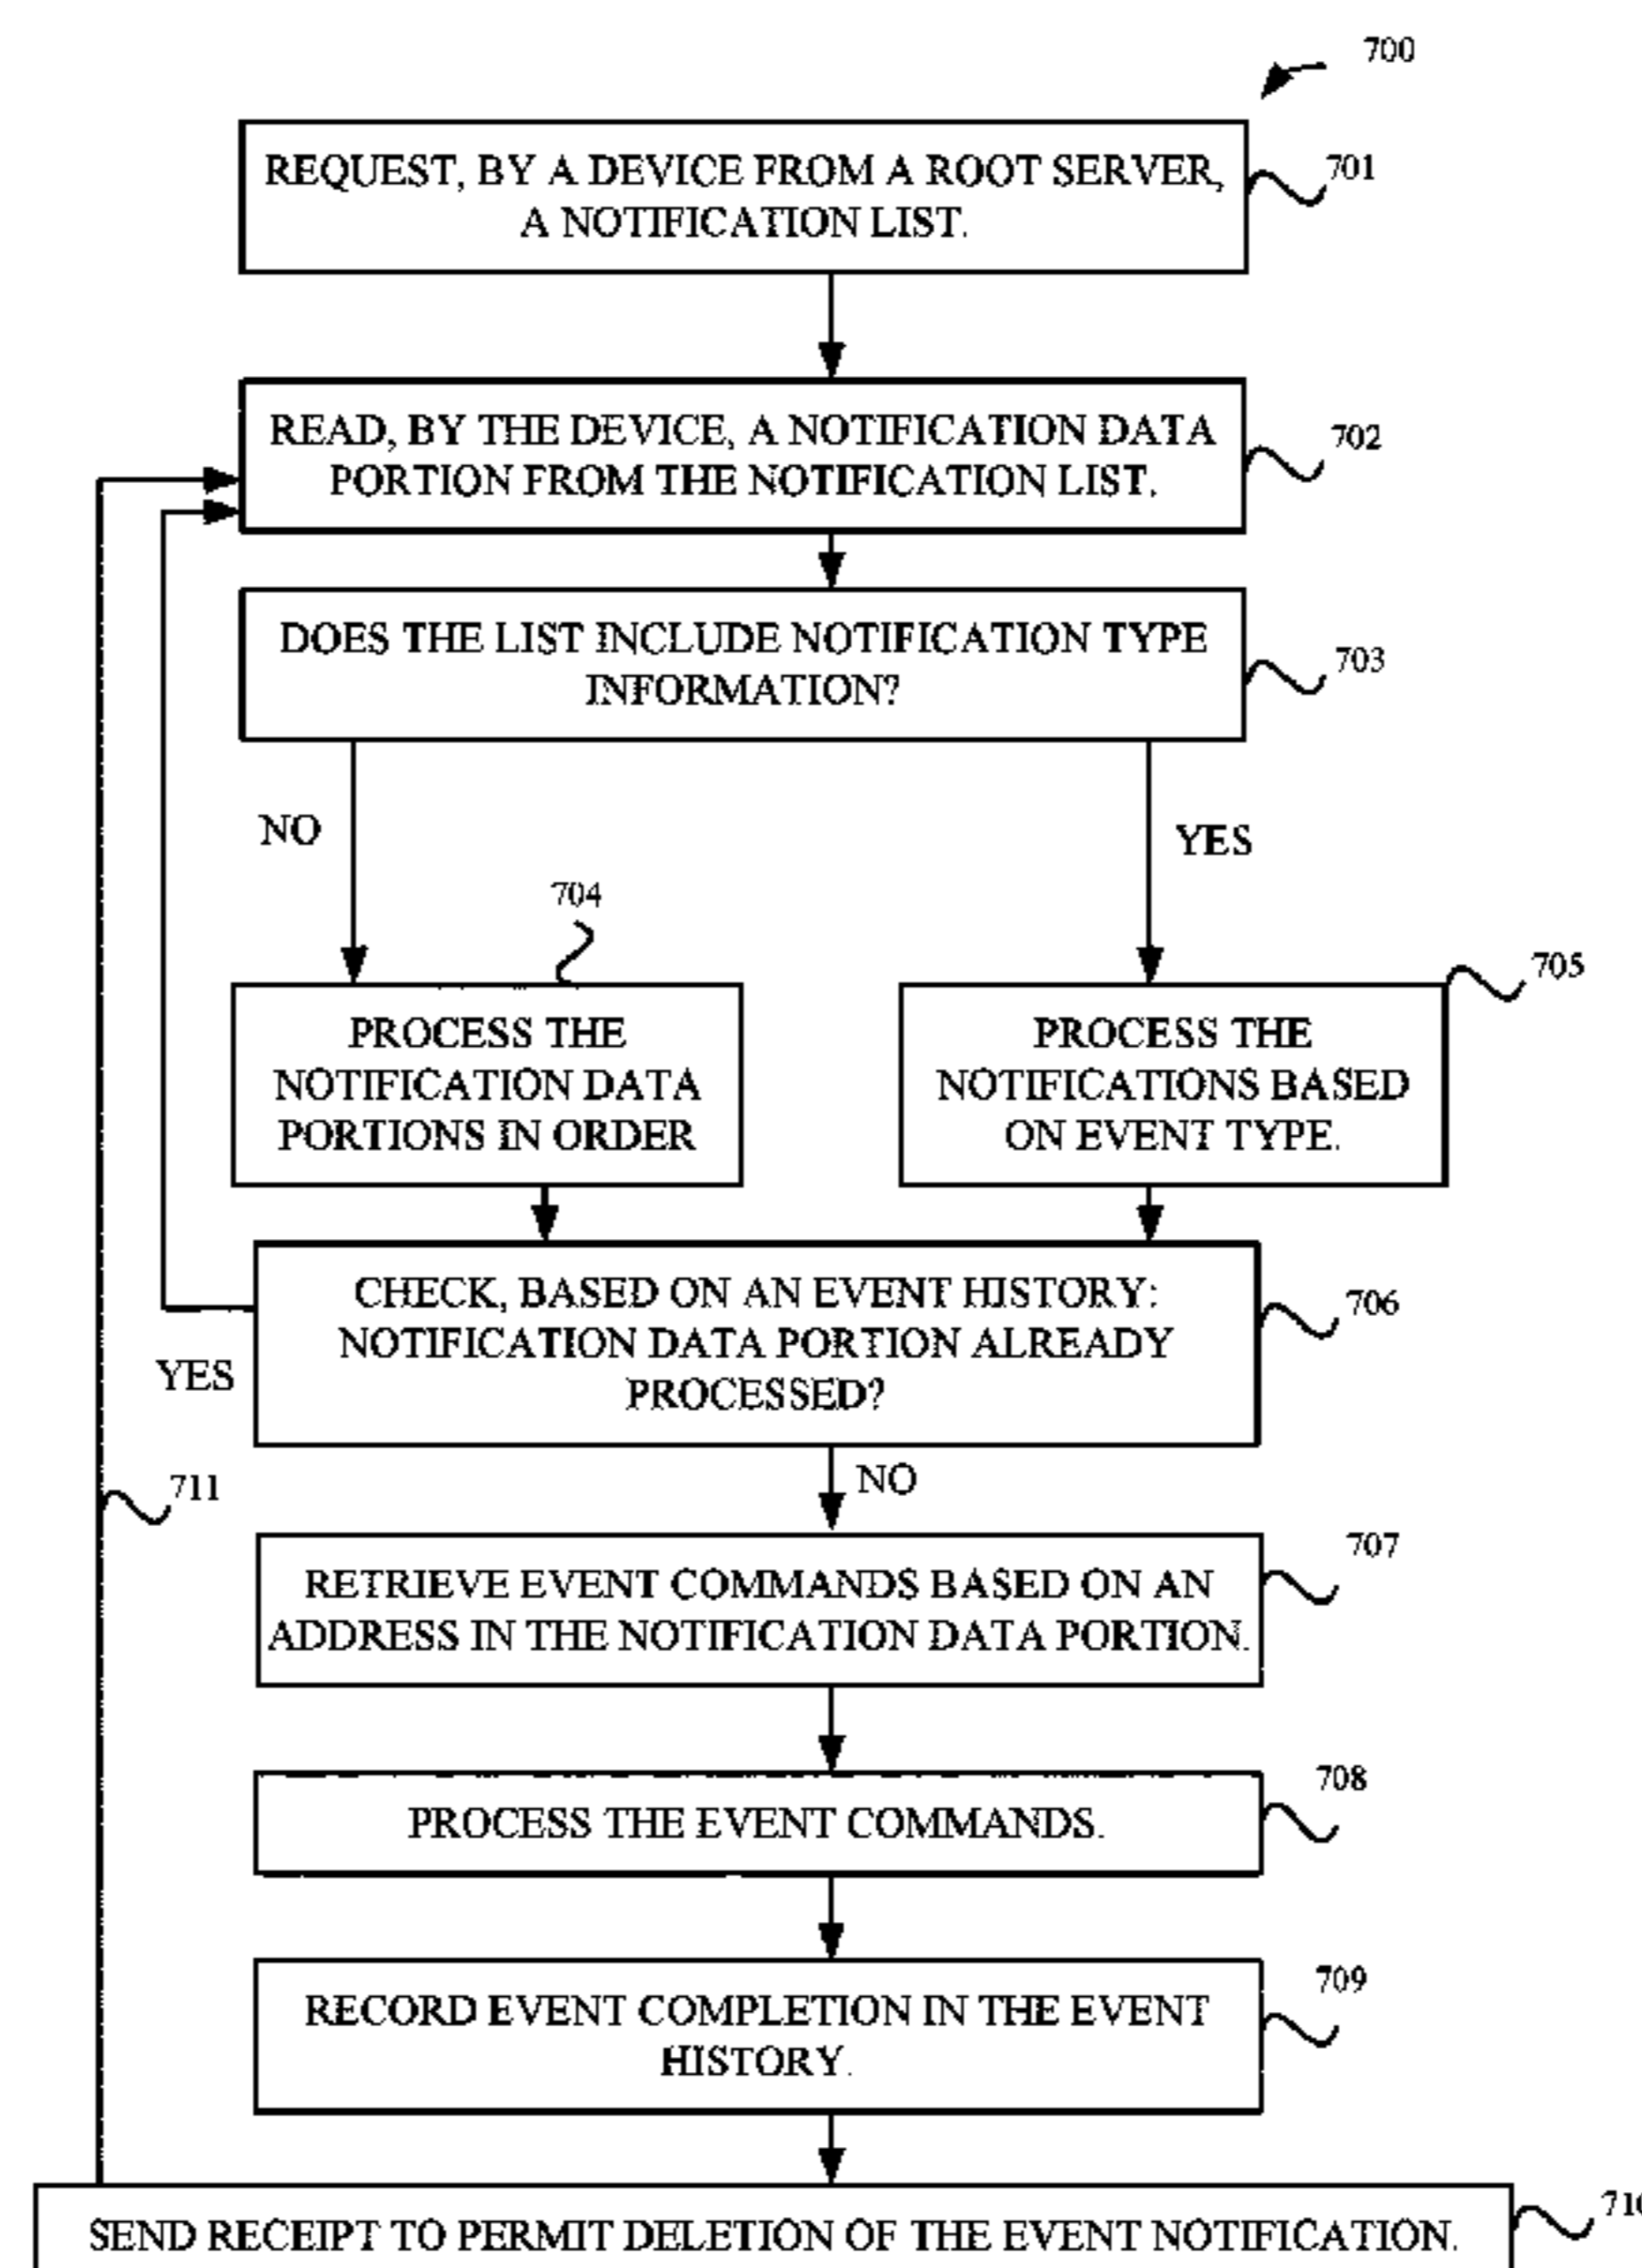 700
REQUEST, BY A DEVICE FROM A ROOT SERVER,
A NOTIFICATION LIST.
701
READ, BY THE DEVICE, A NOTIFICATION DATA
PORTION FROM THE NOTIFICATION LIST.
702
DOES THE LIST INCLUDE NOTIFICATION TYPE
INFORMATION?
703
NO
YES
704
705
PROCESS THE
NOTIFICATION DATA
PORTIONS IN ORDER
PROCESS THE
NOTIFICATIONS BASED
ON EVENT TYPE.
CHECK, BASED ON AN EVENT HISTORY:
NOTIFICATION DATA PORTION ALREADY
PROCESSED?
706
YES
NO
711
RETRIEVE EVENT COMMANDS BASED ON AN
ADDRESS IN THE NOTIFICATION DATA PORTION.
707
PROCESS THE EVENT COMMANDS.
708
RECORD EVENT COMPLETION IN THE EVENT
HISTORY.
709
SEND RECEIPT TO PERMIT DELETION OF THE EVENT NOTIFICATION.
710